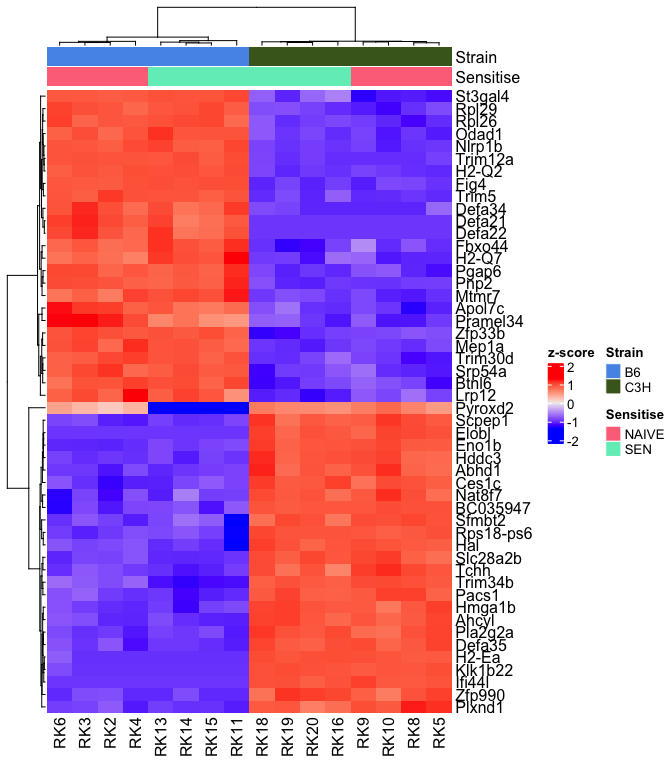 Strain
Sensitise
St3gal4
Rpl29
Rpl26
Odad1
Nlrp1b
Trim12a
H2-Q2
Fig4
Trim5
Defa34
Defa21
Defa22
Fbxo44
H2-Q7
Pgap6
Pnp2
Mtmr7
Apol7c
Pramel34
Zfp33b
Mep1a
Trim30d
Srp54a
Bthl6
Lrp12
Pyroxd2
Scpep1
Elobl
Fno1b
Hddc3
Abhd1
Ces1c
Nat8f7
BC035947
Sfmbt2
Rps18-ps6
Hal
Slc28a2b
Tchh
Trim34b
Pacs1
Hmga1b
Ahcyl
Pla2g2a
Defa35
H2-Ea
Klk1b22
Ifi44l
Zfp990
Plxnd1
RK6 RK3 RK2 RK4 RK13 RK14 RK15 RK11 RK18 RK19 RK20 RK16 RK9 RK10 RK8 RK5
z-score
2
1
0
-1
-2
Strain
B6
C3H
Sensitise
NAIVE
SEN